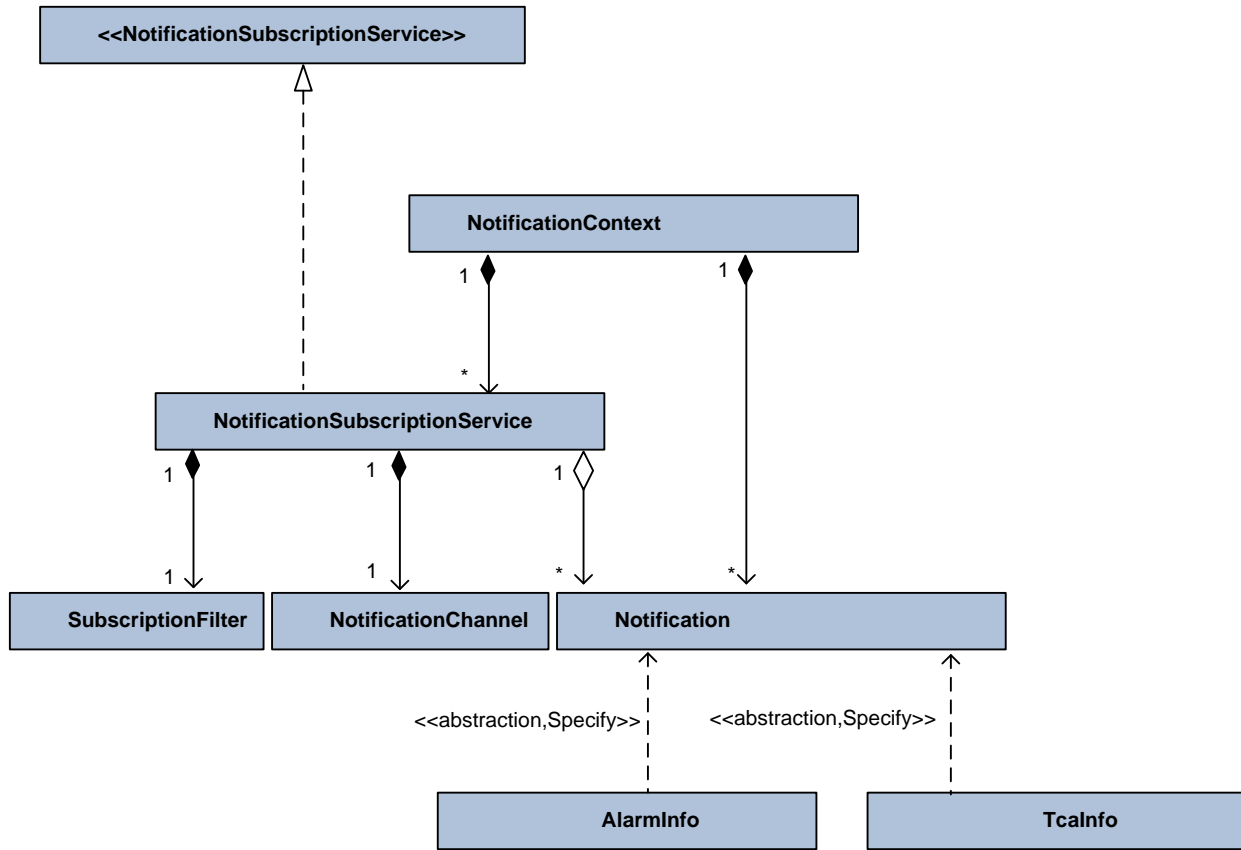 <<NotificationSubscriptionService>>
NotificationContext
1
1
*
NotificationSubscriptionService
1
1
1
1
1
*
*
SubscriptionFilter
NotificationChannel
Notification
<<abstraction,Specify>>
<<abstraction,Specify>>
AlarmInfo
TcaInfo